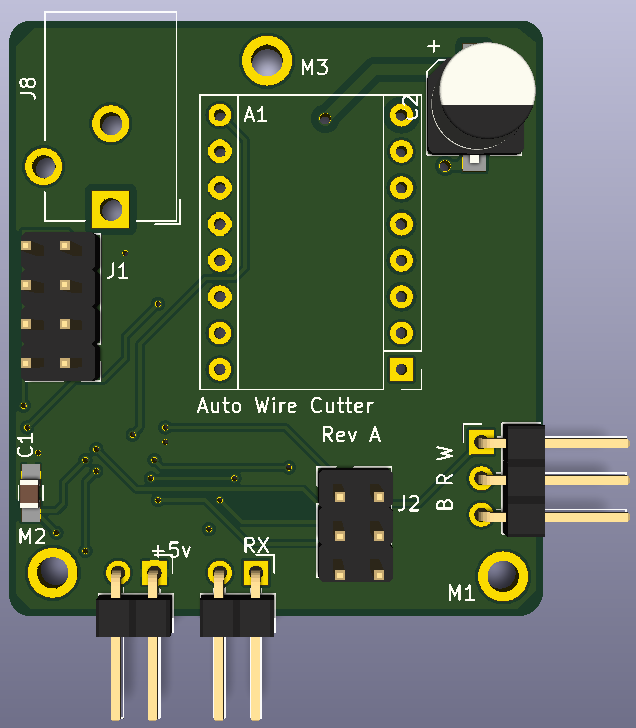 J8
M3
+
A1
C2
J1
Auto Wire Cutter
Rev A
C1
W
R
B
J2
M2
+5v
RX
M1